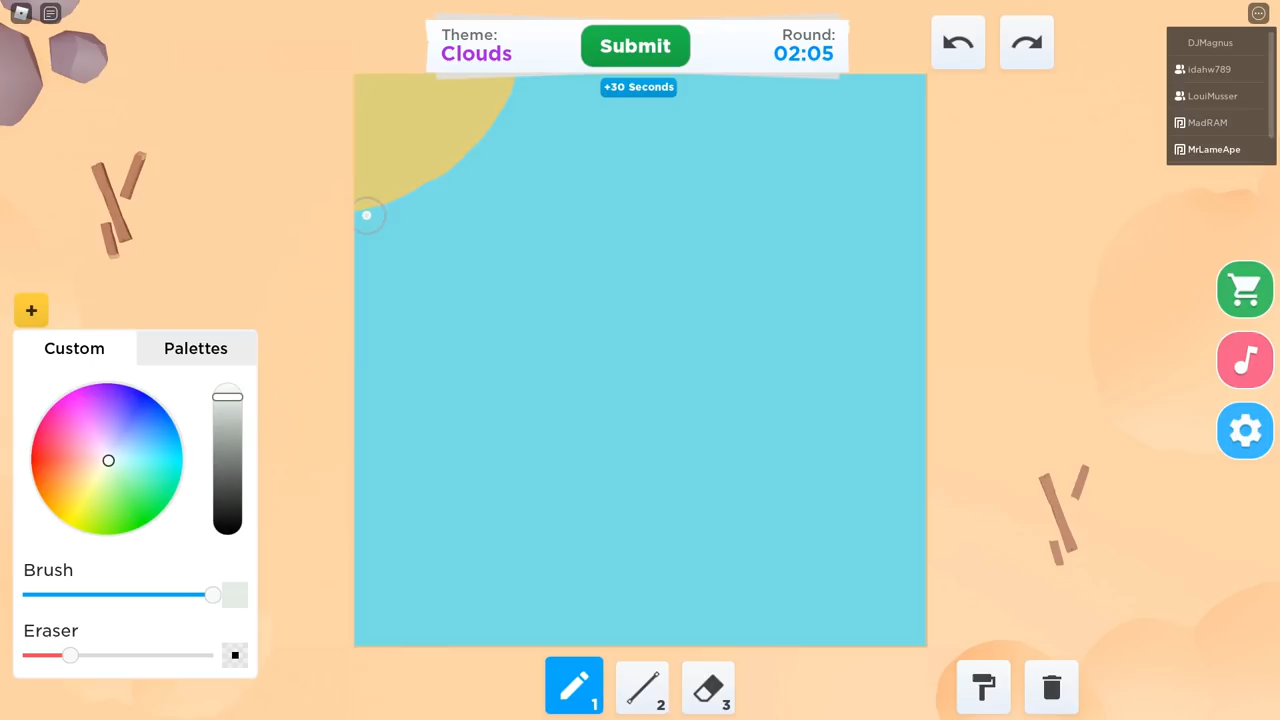 Theme:
Clouds
Submit
Round:
02:05
+30 Seconds
DJMagnus
idahw789
LouiMusser
MadRAM
MrLameApe
+
Custom
Palettes
Brush
Eraser
1
2
3